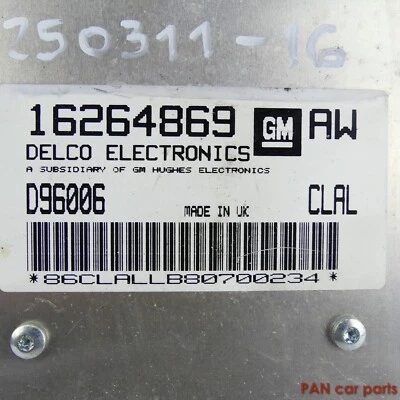 250311-16
16264869 GM AW
DELCO ELECTRONICS
A SUBSIDIARY OF GM HUGHES ELECTRONICS
D96006 MADE IN UK CLAL
*86CLALLB80700234*
PAN car parts